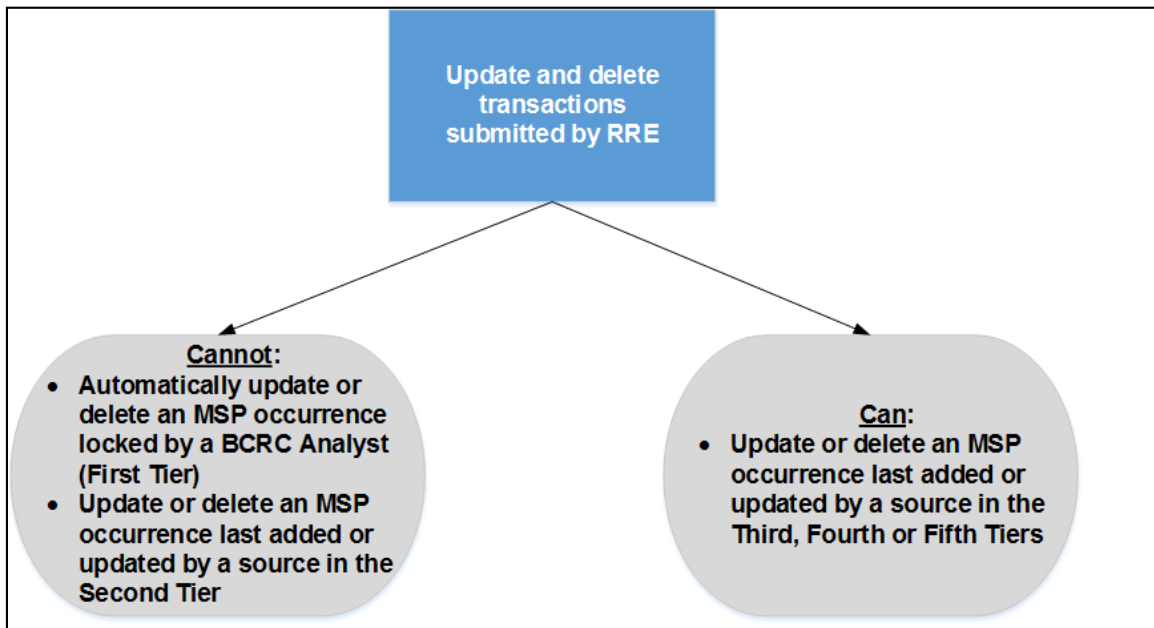 Update and delete
transactions
submitted by RRE
Cannot:
• Automatically update or
delete an MSP occurrence
locked by a BCRC Analyst
(First Tier)
• Update or delete an MSP
occurrence last added or
updated by a source in the
Second Tier
Can:
• Update or delete an MSP
occurrence last added or
updated by a source in the
Third, Fourth or Fifth Tiers